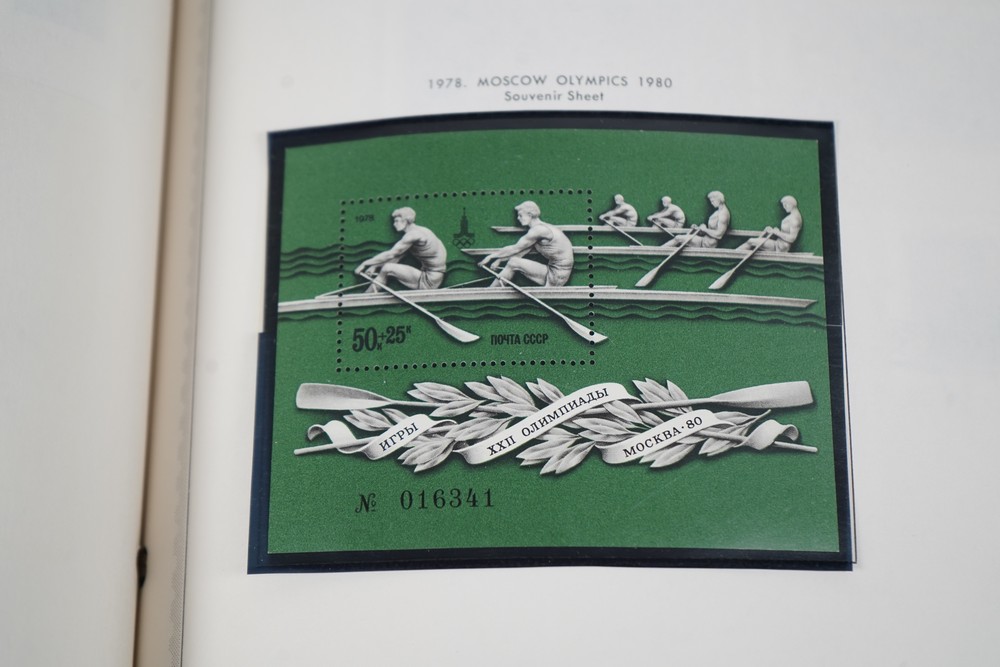 1978. MOSCOW OLYMPICS 1980
Souvenir Sheet
1978
50К+25К
ПОЧТА СССР
ИГРЫ
XXII ОЛИМПИАДЫ
МОСКВА·80
№ 016341